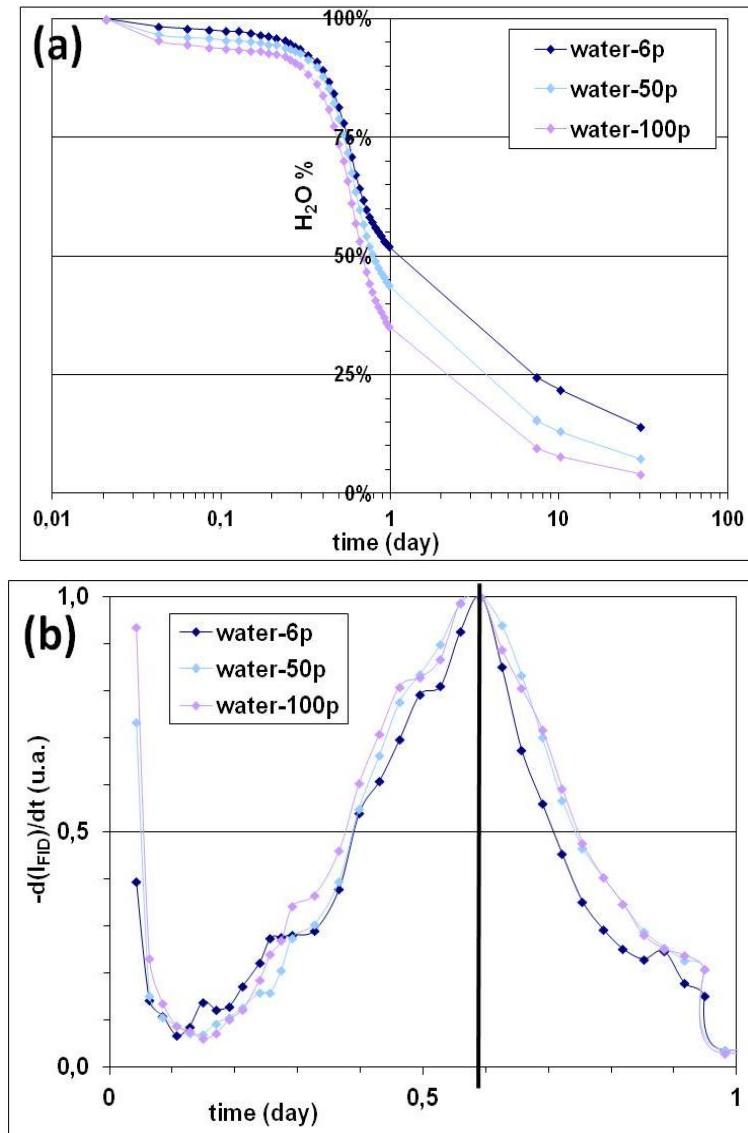 (a)
100%
75%
50%
25%
0%
H₂O %
water-6p
water-50p
water-100p
0,01
0,1
1
10
100
time (day)
(b)
1,0
0,5
0,0
-d(I_FID)/dt (u.a.)
water-6p
water-50p
water-100p
0
0,5
1
time (day)